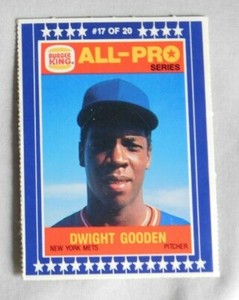 #17 OF 20
BURGER KING
ALL-PRO
SERIES
DWIGHT GOODEN
NEW YORK METS PITCHER